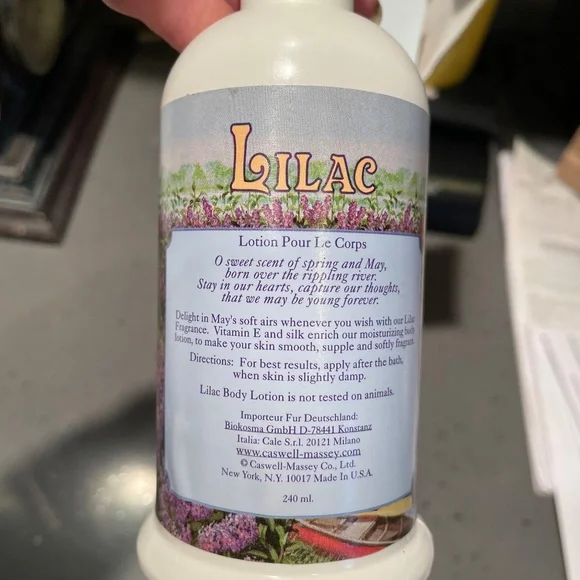 LILAC
Lotion Pour Le Corps
O sweet scent of spring and May,
born over the rippling river.
Stay in our hearts, capture our thoughts,
that we may be young forever.
Delight in May's soft airs whenever you wish with our Lilac
Fragrance. Vitamin E and silk enrich our moisturizing body
lotion, to make your skin smooth, supple and softly fragrant.
Directions: For best results, apply after the bath,
when skin is slightly damp.
Lilac Body Lotion is not tested on animals.
Importeur Fur Deutschland:
Biokosma GmbH D-78441 Konstanz
Italia: Cale S.r.l. 20121 Milano
www.caswell-massey.com
© Caswell-Massey Co., Ltd.
New York, N.Y. 10017 Made In U.S.A.
240 ml.